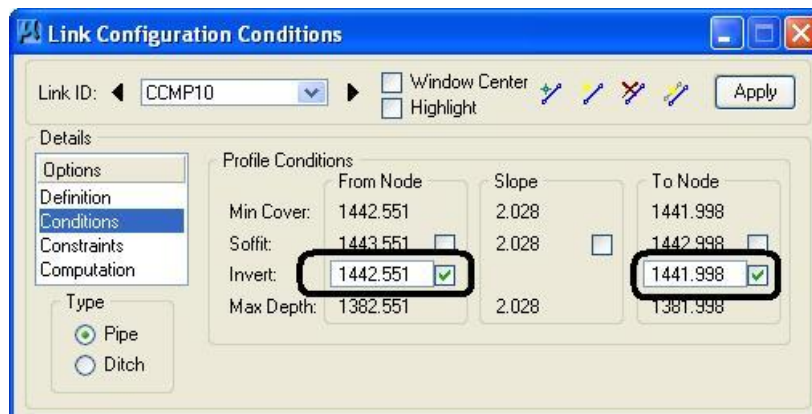 Link Configuration Conditions
Link ID: CCMP10 Window Center Apply
Highlight
Details
Options
Definition
Conditions
Constraints
Computation
Type
Pipe
Ditch
Profile Conditions
From Node Slope To Node
Min Cover: 1442.551 2.028 1441.998
Soffit: 1443.551 2.028 1442.998
Invert: 1442.551 1441.998
Max Depth: 1382.551 2.028 1381.998